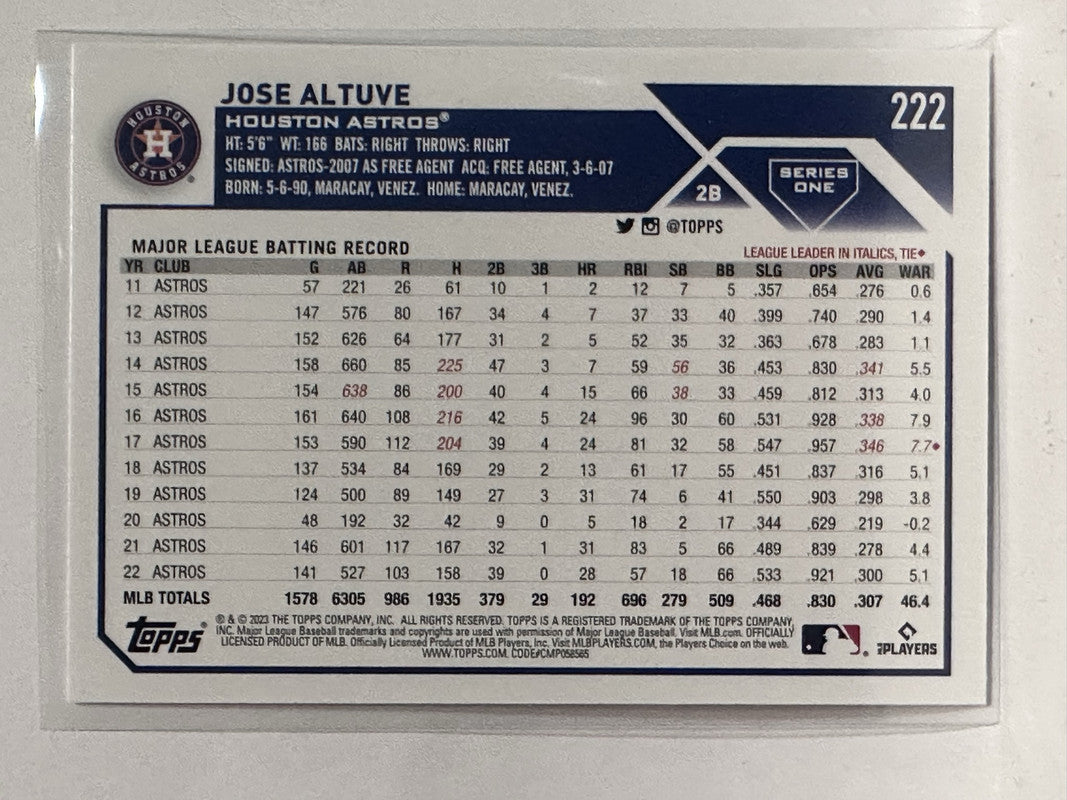 JOSE ALTUVE
222
HOUSTON
H
ASTROS®
HOUSTON ASTROS®
HT: 5'6" WT: 166 BATS: RIGHT THROWS: RIGHT
SIGNED: ASTROS-2007 AS FREE AGENT ACQ: FREE AGENT, 3-6-07
BORN: 5-6-90, MARACAY, VENEZ. HOME: MARACAY, VENEZ.
2B
SERIES
ONE
@TOPPS
MAJOR LEAGUE BATTING RECORD
LEAGUE LEADER IN ITALICS, TIE◆
YR CLUB G AB R H 2B 3B HR RBI SB BB SLG OPS AVG WAR
11 ASTROS 57 221 26 61 10 1 2 12 7 5 .357 .654 .276 0.6
12 ASTROS 147 576 80 167 34 4 7 37 33 40 .399 .740 .290 1.4
13 ASTROS 152 626 64 177 31 2 5 52 35 32 .363 .678 .283 1.1
14 ASTROS 158 660 85 225 47 3 7 59 56 36 .453 .830 .341 5.5
15 ASTROS 154 638 86 200 40 4 15 66 38 33 .459 .812 .313 4.0
16 ASTROS 161 640 108 216 42 5 24 96 30 60 .531 .928 .338 7.9
17 ASTROS 153 590 112 204 39 4 24 81 32 58 .547 .957 .346 7.7◆
18 ASTROS 137 534 84 169 29 2 13 61 17 55 .451 .837 .316 5.1
19 ASTROS 124 500 89 149 27 3 31 74 6 41 .550 .903 .298 3.8
20 ASTROS 48 192 32 42 9 0 5 18 2 17 .344 .629 .219 -0.2
21 ASTROS 146 601 117 167 32 1 31 83 5 66 .489 .839 .278 4.4
22 ASTROS 141 527 103 158 39 0 28 57 18 66 .533 .921 .300 5.1
MLB TOTALS 1578 6305 986 1935 379 29 192 696 279 509 .468 .830 .307 46.4
Topps®
® & © 2023 THE TOPPS COMPANY, INC. ALL RIGHTS RESERVED. TOPPS IS A REGISTERED TRADEMARK OF THE TOPPS COMPANY,
INC. Major League Baseball trademarks and copyrights are used with permission of Major League Baseball. Visit MLB.com. OFFICIALLY
LICENSED PRODUCT OF MLB. Officially Licensed Product of MLB Players, Inc. Visit MLBPLAYERS.COM, the Players Choice on the web.
WWW.TOPPS.COM. CODE#CMP058565
MLB PLAYERS